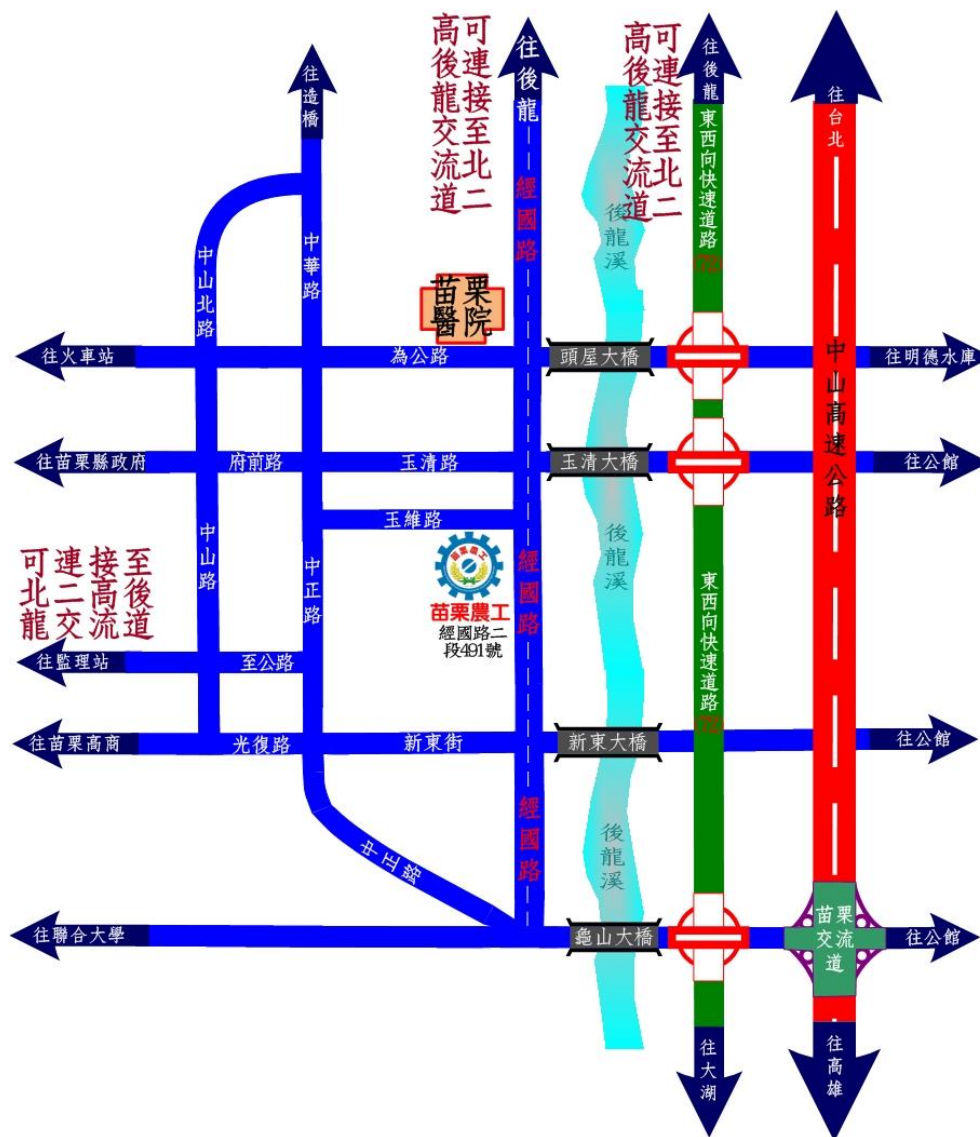 可連接至北二
高後龍交流道
往後龍
可連接至北二
高後龍交流道
往後龍
往台北
往造橋
東西向快速道路
(72)
經國路
後龍溪
中華路
中山北路
苗栗
醫院
往火車站
為公路
頭屋大橋
往明德水庫
中山高速公路
往苗栗縣政府
府前路
玉清路
玉清大橋
往公館
玉維路
中山路
中正路
苗栗農工
苗栗農工
經國路二
段491號
經國路
後龍溪
東西向快速道路
(72)
可連接至
北二高後
龍交流道
往監理站
至公路
往苗栗高商
光復路
新東街
新東大橋
往公館
經國路
後龍溪
中正路
往聯合大學
龜山大橋
苗栗
交流
道
往公館
往大湖
往高雄